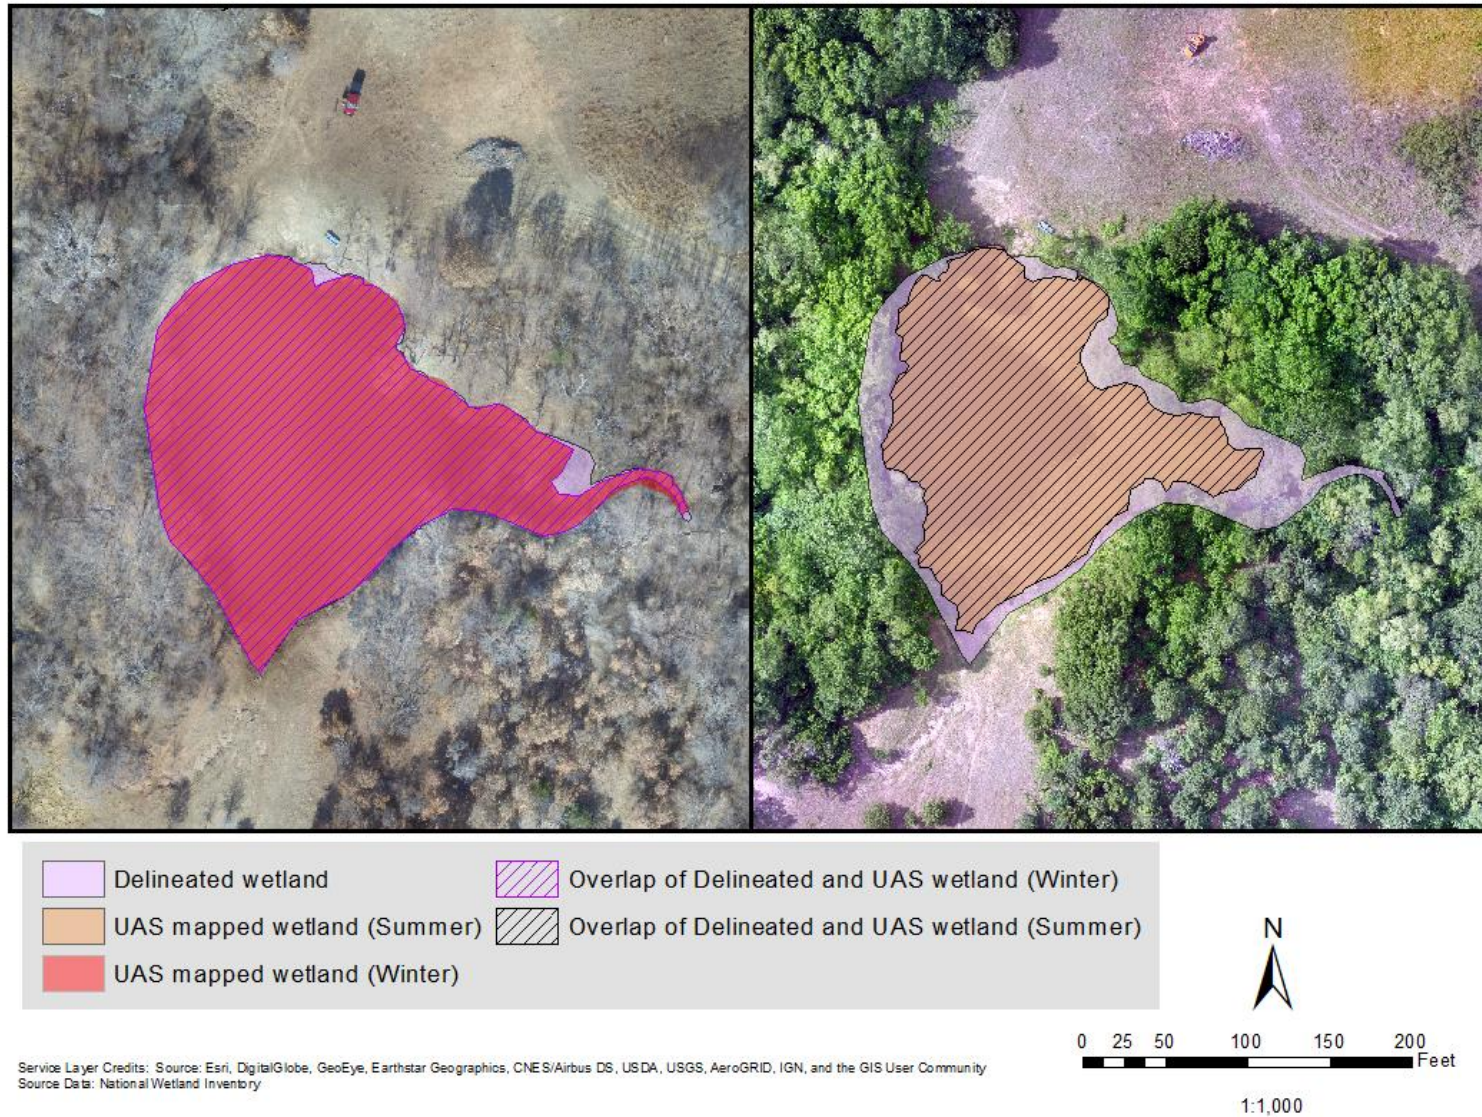 Delineated wetland
UAS mapped wetland (Summer)
UAS mapped wetland (Winter)
Overlap of Delineated and UAS wetland (Winter)
Overlap of Delineated and UAS wetland (Summer)
N
0 25 50 100 150 200
Feet
1:1,000
Service Layer Credits: Source: Esri, DigitalGlobe, GeoEye, Earthstar Geographics, CNES/Airbus DS, USDA, USGS, AeroGRID, IGN, and the GIS User Community
Source Data: National Wetland Inventory